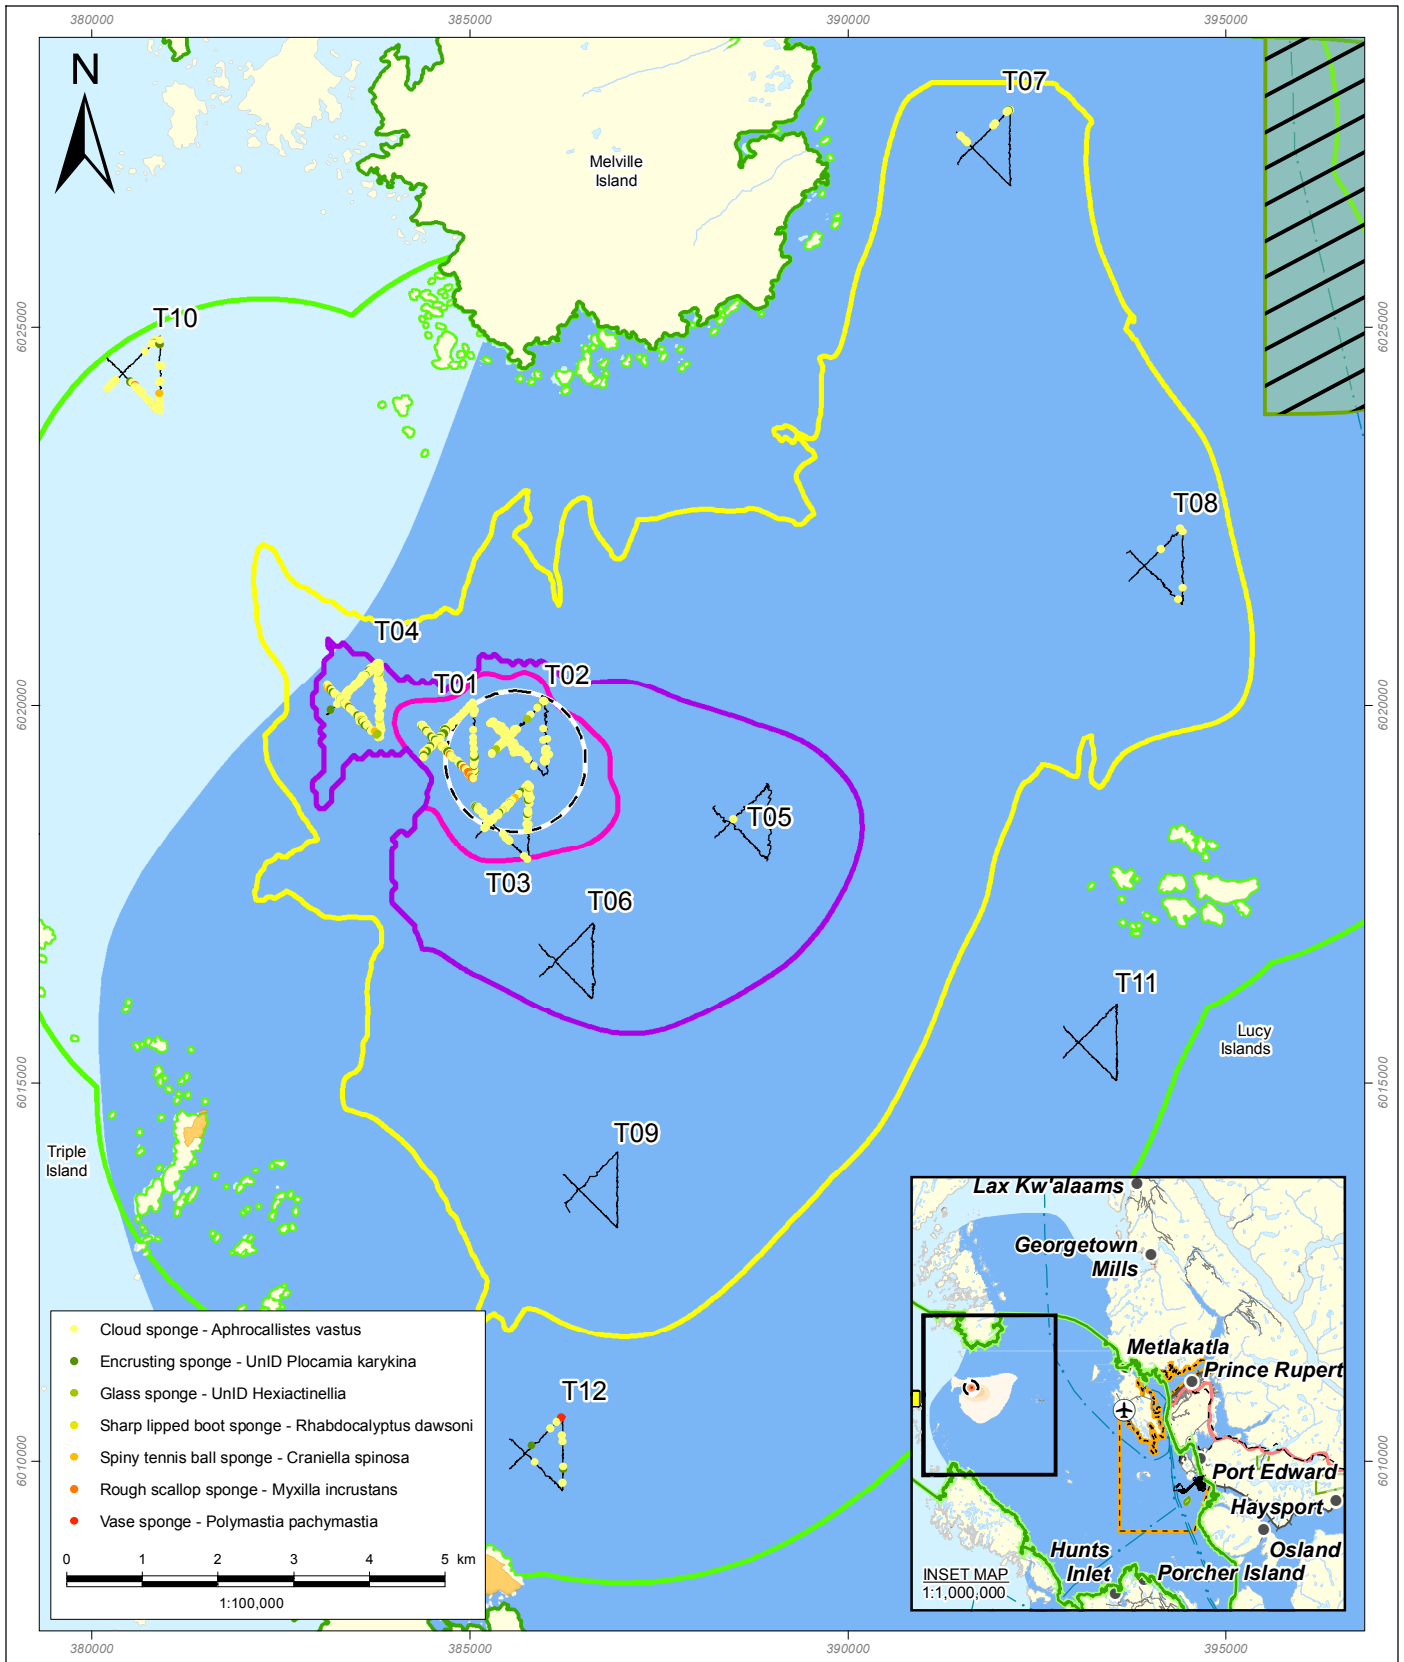 380000
385000
390000
395000
N
T07
Melville
Island
6025000
6025000
T10
T08
T04
T01
T02
6020000
6020000
T05
T03
T06
T11
Lucy
Islands
6015000
6015000
T09
Triple
Island
T12
6010000
6010000
Cloud sponge - Aphrocallistes vastus
Encrusting sponge - UnID Plocamia karykina
Glass sponge - UnID Hexiactinellia
Sharp lipped boot sponge - Rhabdocalyptus dawsoni
Spiny tennis ball sponge - Craniella spinosa
Rough scallop sponge - Myxilla incrustans
Vase sponge - Polymastia pachymastia
0 1 2 3 4 5 km
1:100,000
Lax Kw'alaams
Georgetown
Mills
Metlakatla
Prince Rupert
Port Edward
Haysport
Osland
Hunts
Inlet
Porcher Island
INSET MAP
1:1,000,000
380000
385000
390000
395000